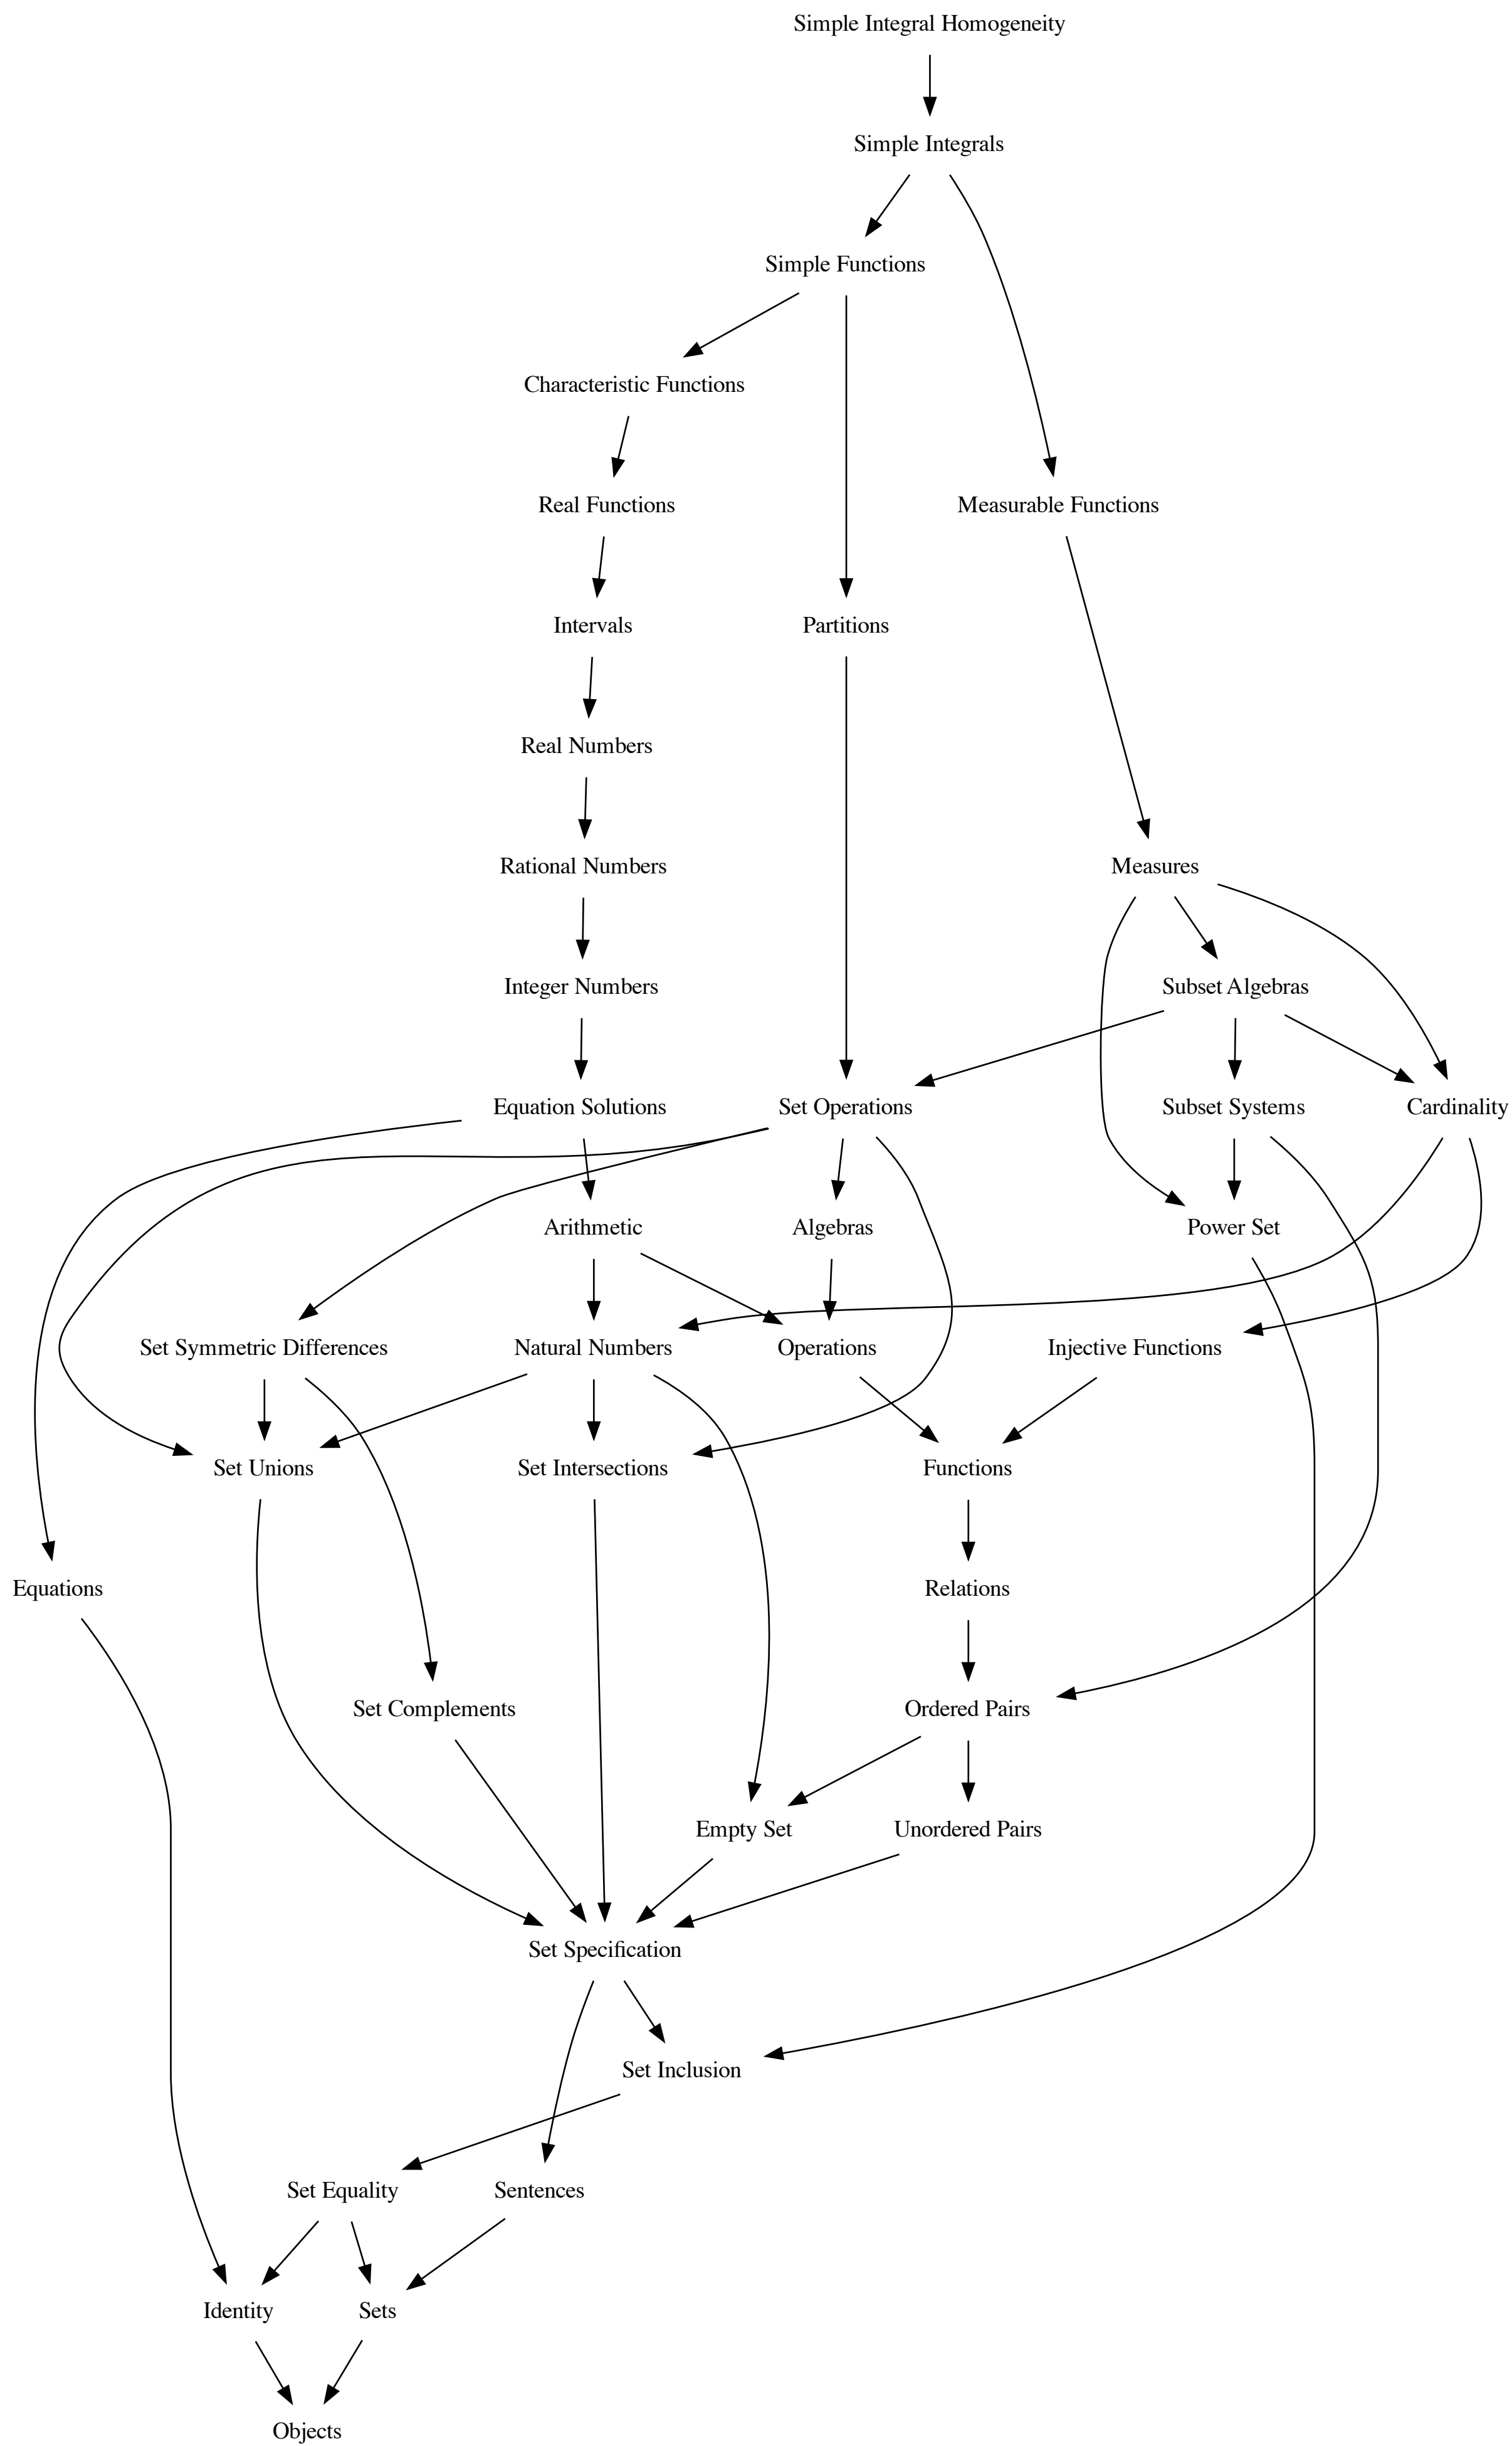 Simple Integral Homogeneity
Simple Integrals
Simple Functions
Characteristic Functions
Real Functions
Measurable Functions
Intervals
Partitions
Real Numbers
Rational Numbers
Measures
Integer Numbers
Subset Algebras
Equation Solutions
Set Operations
Subset Systems
Cardinality
Arithmetic
Algebras
Power Set
Set Symmetric Differences
Natural Numbers
Operations
Injective Functions
Set Unions
Set Intersections
Functions
Equations
Relations
Set Complements
Ordered Pairs
Empty Set
Unordered Pairs
Set Specification
Set Inclusion
Set Equality
Sentences
Identity
Sets
Objects